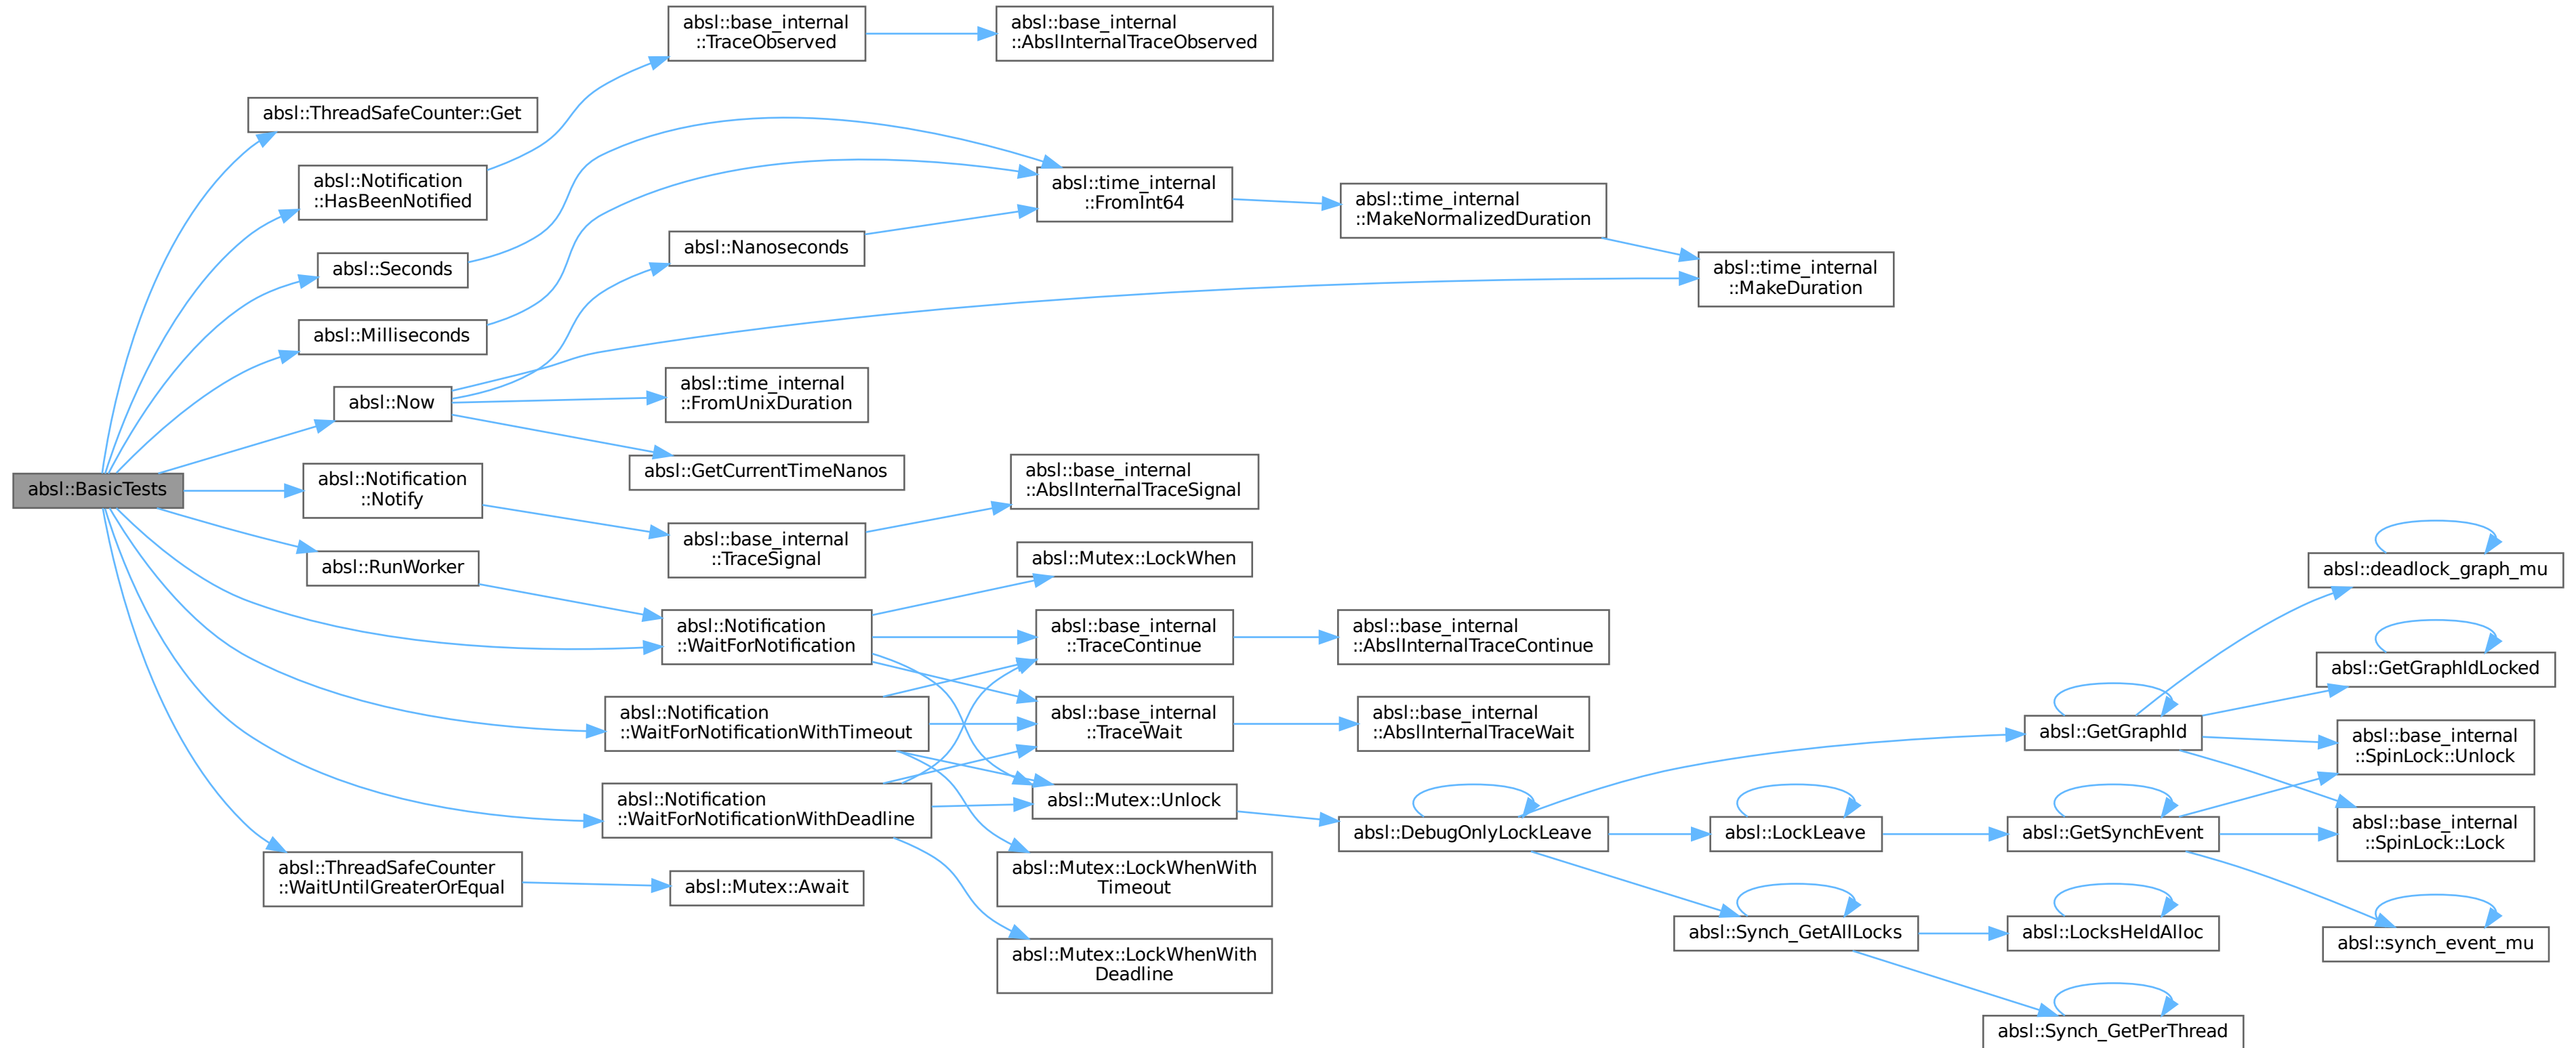 absl::BasicTests
absl::ThreadSafeCounter::Get
absl::Notification
::HasBeenNotified
absl::Seconds
absl::Milliseconds
absl::Now
absl::Notification
::Notify
absl::RunWorker
absl::ThreadSafeCounter
::WaitUntilGreaterOrEqual
absl::base_internal
::TraceObserved
absl::Nanoseconds
absl::time_internal
::FromUnixDuration
absl::GetCurrentTimeNanos
absl::base_internal
::TraceSignal
absl::Notification
::WaitForNotification
absl::Notification
::WaitForNotificationWithTimeout
absl::Notification
::WaitForNotificationWithDeadline
absl::Mutex::Await
absl::base_internal
::AbslInternalTraceObserved
absl::time_internal
::FromInt64
absl::base_internal
::AbslInternalTraceSignal
absl::Mutex::LockWhen
absl::base_internal
::TraceContinue
absl::base_internal
::TraceWait
absl::Mutex::Unlock
absl::Mutex::LockWhenWith
Timeout
absl::Mutex::LockWhenWith
Deadline
absl::time_internal
::MakeNormalizedDuration
absl::base_internal
::AbslInternalTraceContinue
absl::base_internal
::AbslInternalTraceWait
absl::DebugOnlyLockLeave
absl::time_internal
::MakeDuration
absl::LockLeave
absl::Synch_GetAllLocks
absl::GetGraphId
absl::GetSynchEvent
absl::LocksHeldAlloc
absl::Synch_GetPerThread
absl::deadlock_graph_mu
absl::GetGraphIdLocked
absl::base_internal
::SpinLock::Unlock
absl::base_internal
::SpinLock::Lock
absl::synch_event_mu